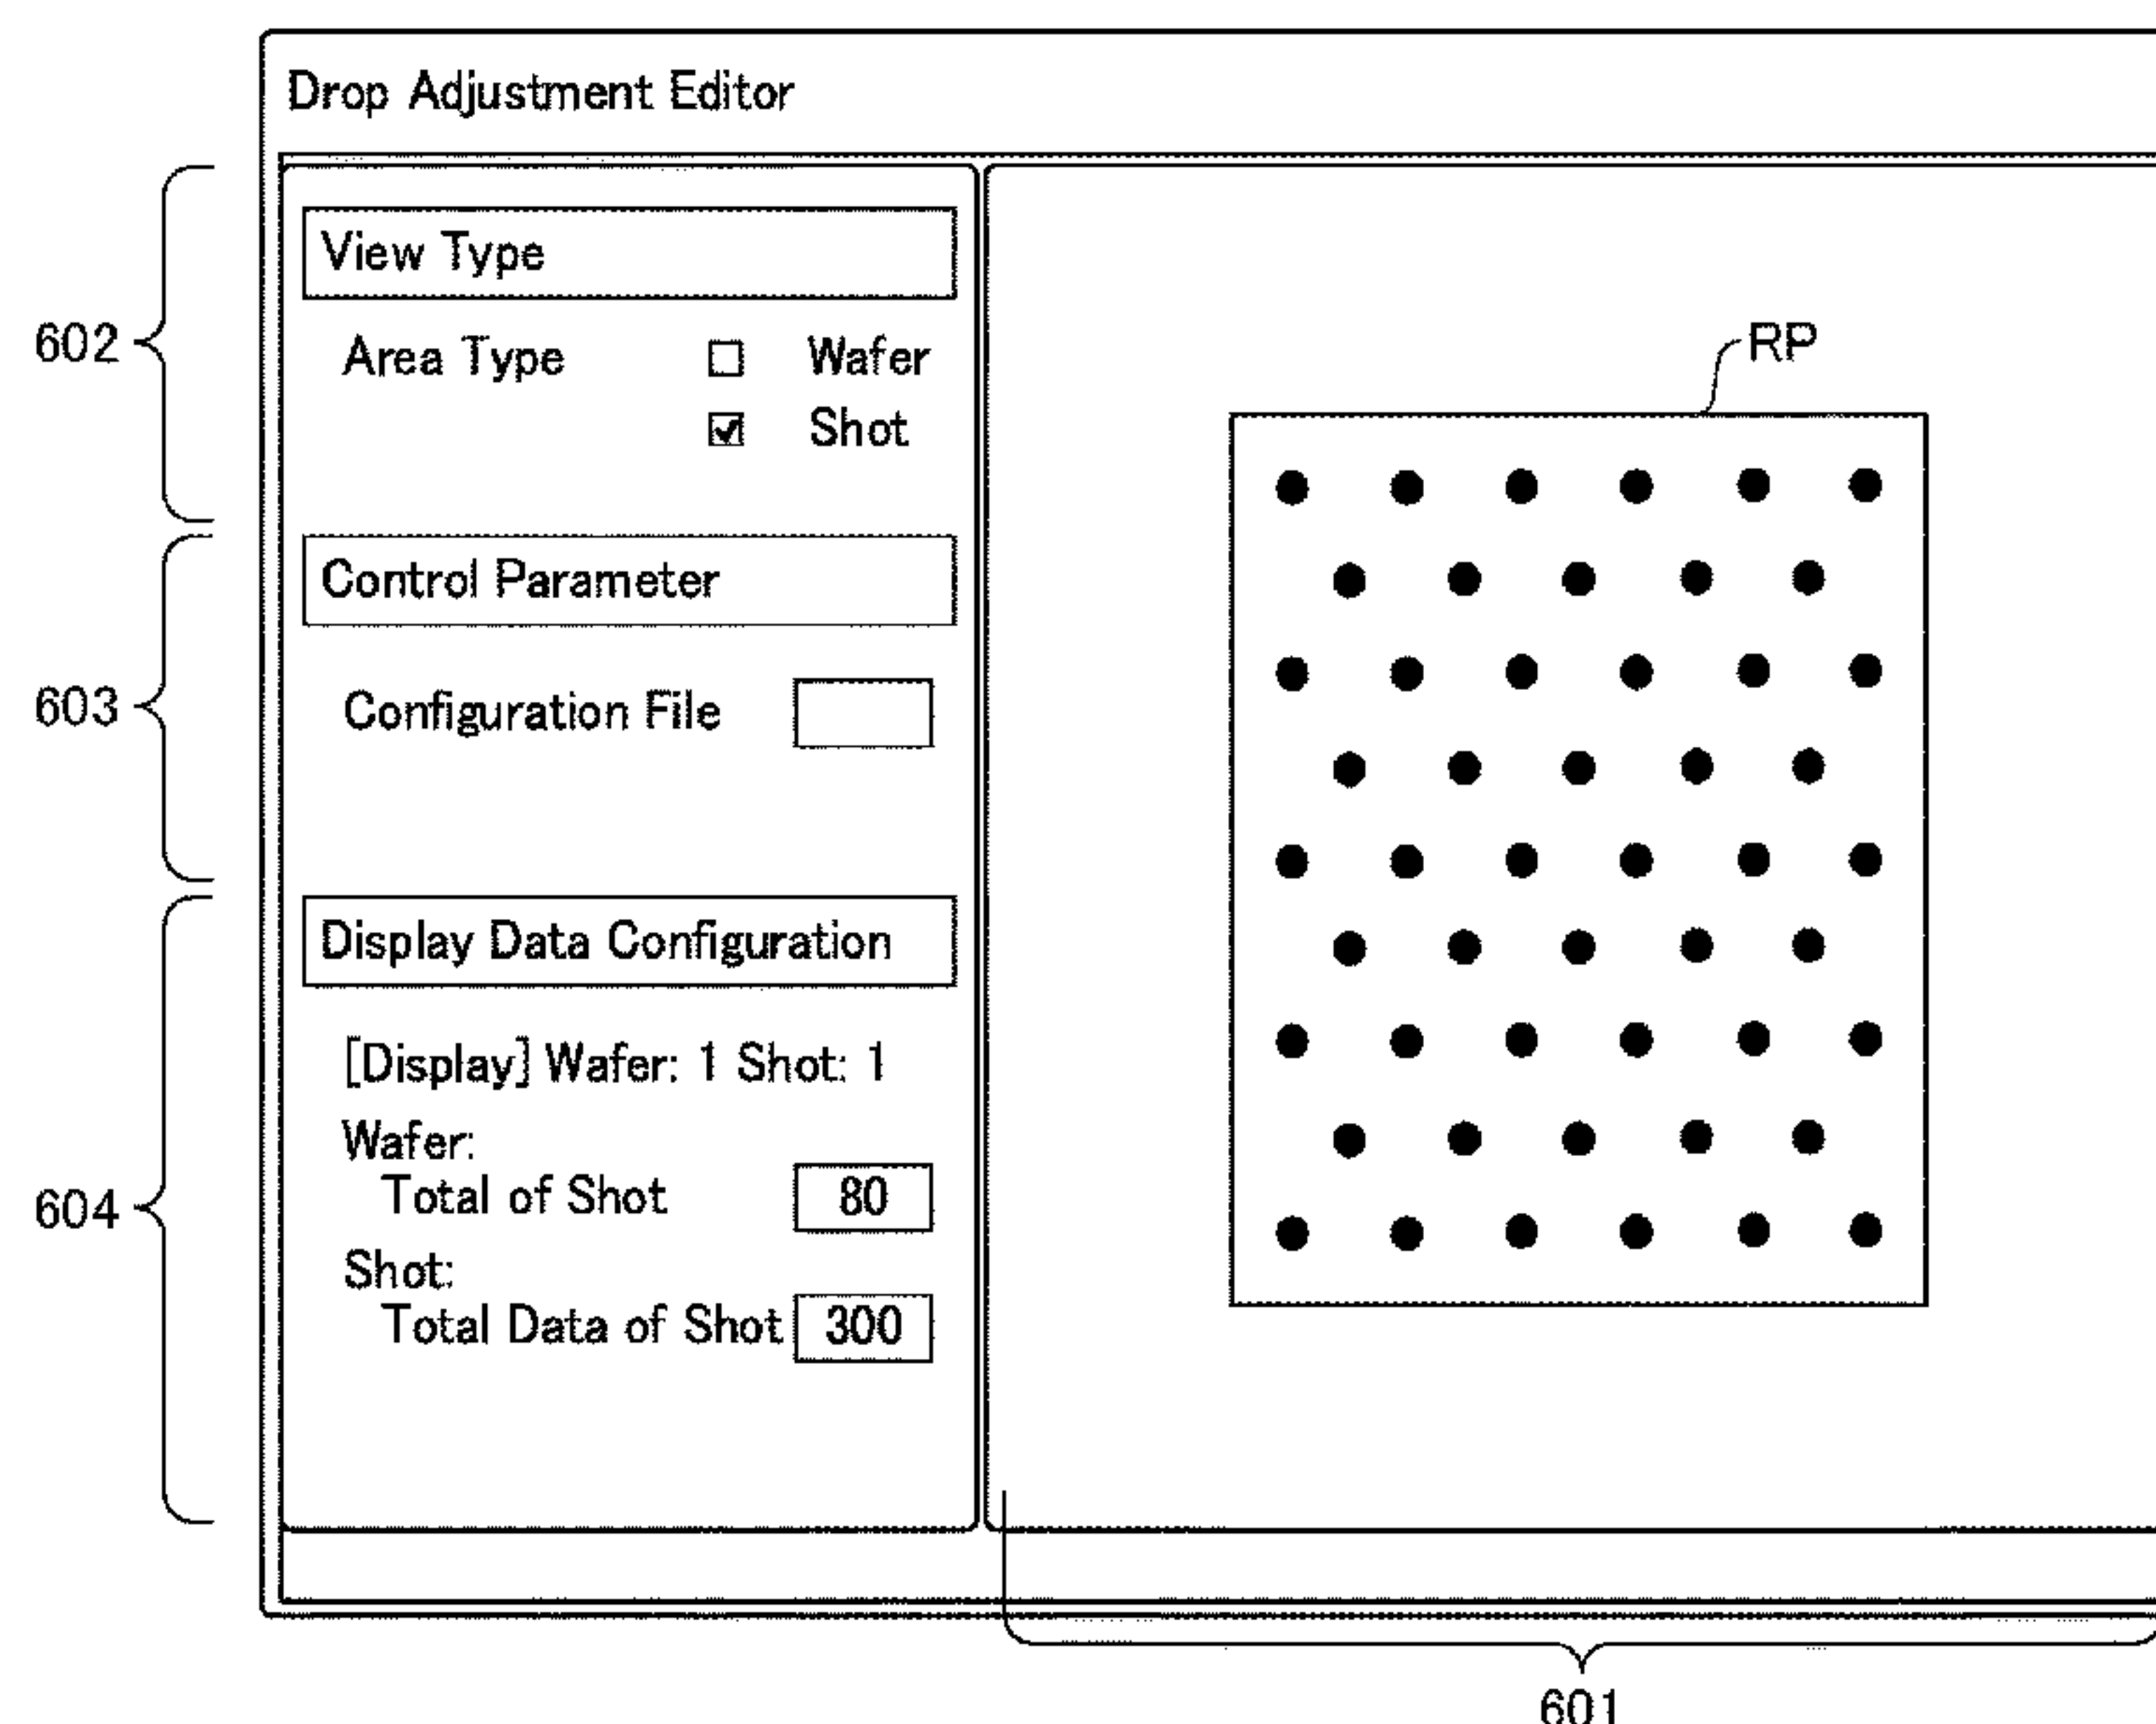 Drop Adjustment Editor
602
View Type
Area Type Wafer
Shot
603
Control Parameter
Configuration File
604
Display Data Configuration
[Display] Wafer: 1 Shot: 1
Wafer:
Total of Shot 80
Shot:
Total Data of Shot 300
RP
601